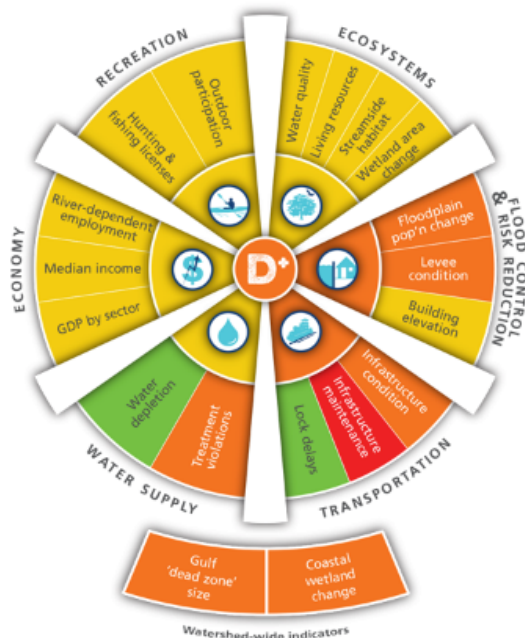 RECREATION
Hunting &
fishing licenses
Outdoor
participation
ECOSYSTEMS
Water quality
Living resources
Streamside
habitat
Wetland area
change
FLOOD CONTROL
& RISK REDUCTION
Floodplain
pop'n change
Levee
condition
Building
elevation
ECONOMY
River-dependent
employment
Median income
GDP by sector
D+
WATER SUPPLY
Water
depletion
Treatment
violations
TRANSPORTATION
Lock delays
Infrastructure
maintenance
Infrastructure
condition
Gulf
'dead zone'
size
Coastal
wetland
change
Watershed-wide indicators